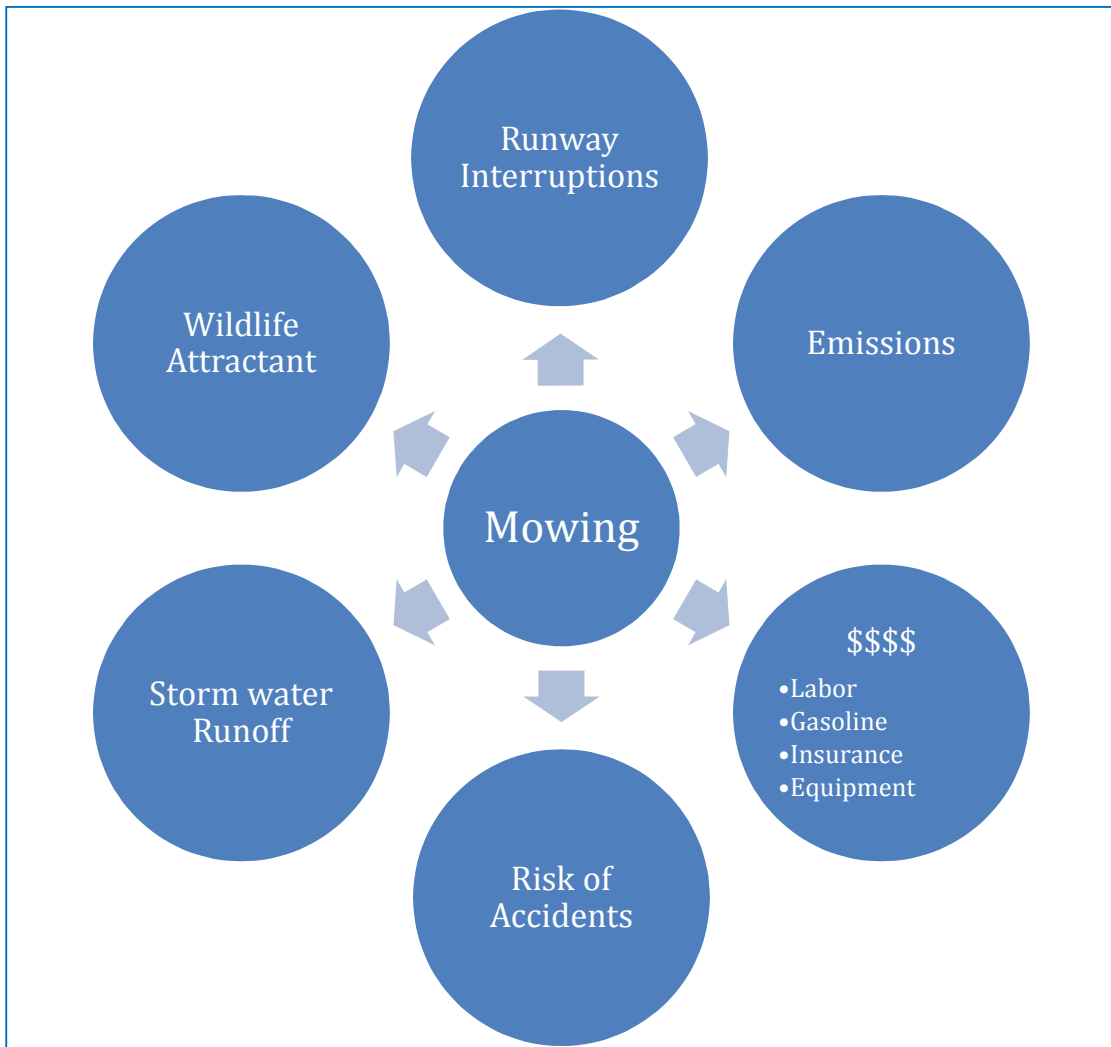 Runway
Interruptions
Wildlife
Attractant
Emissions
Mowing
Storm water
Runoff
$$$$
•Labor
•Gasoline
•Insurance
•Equipment
Risk of
Accidents